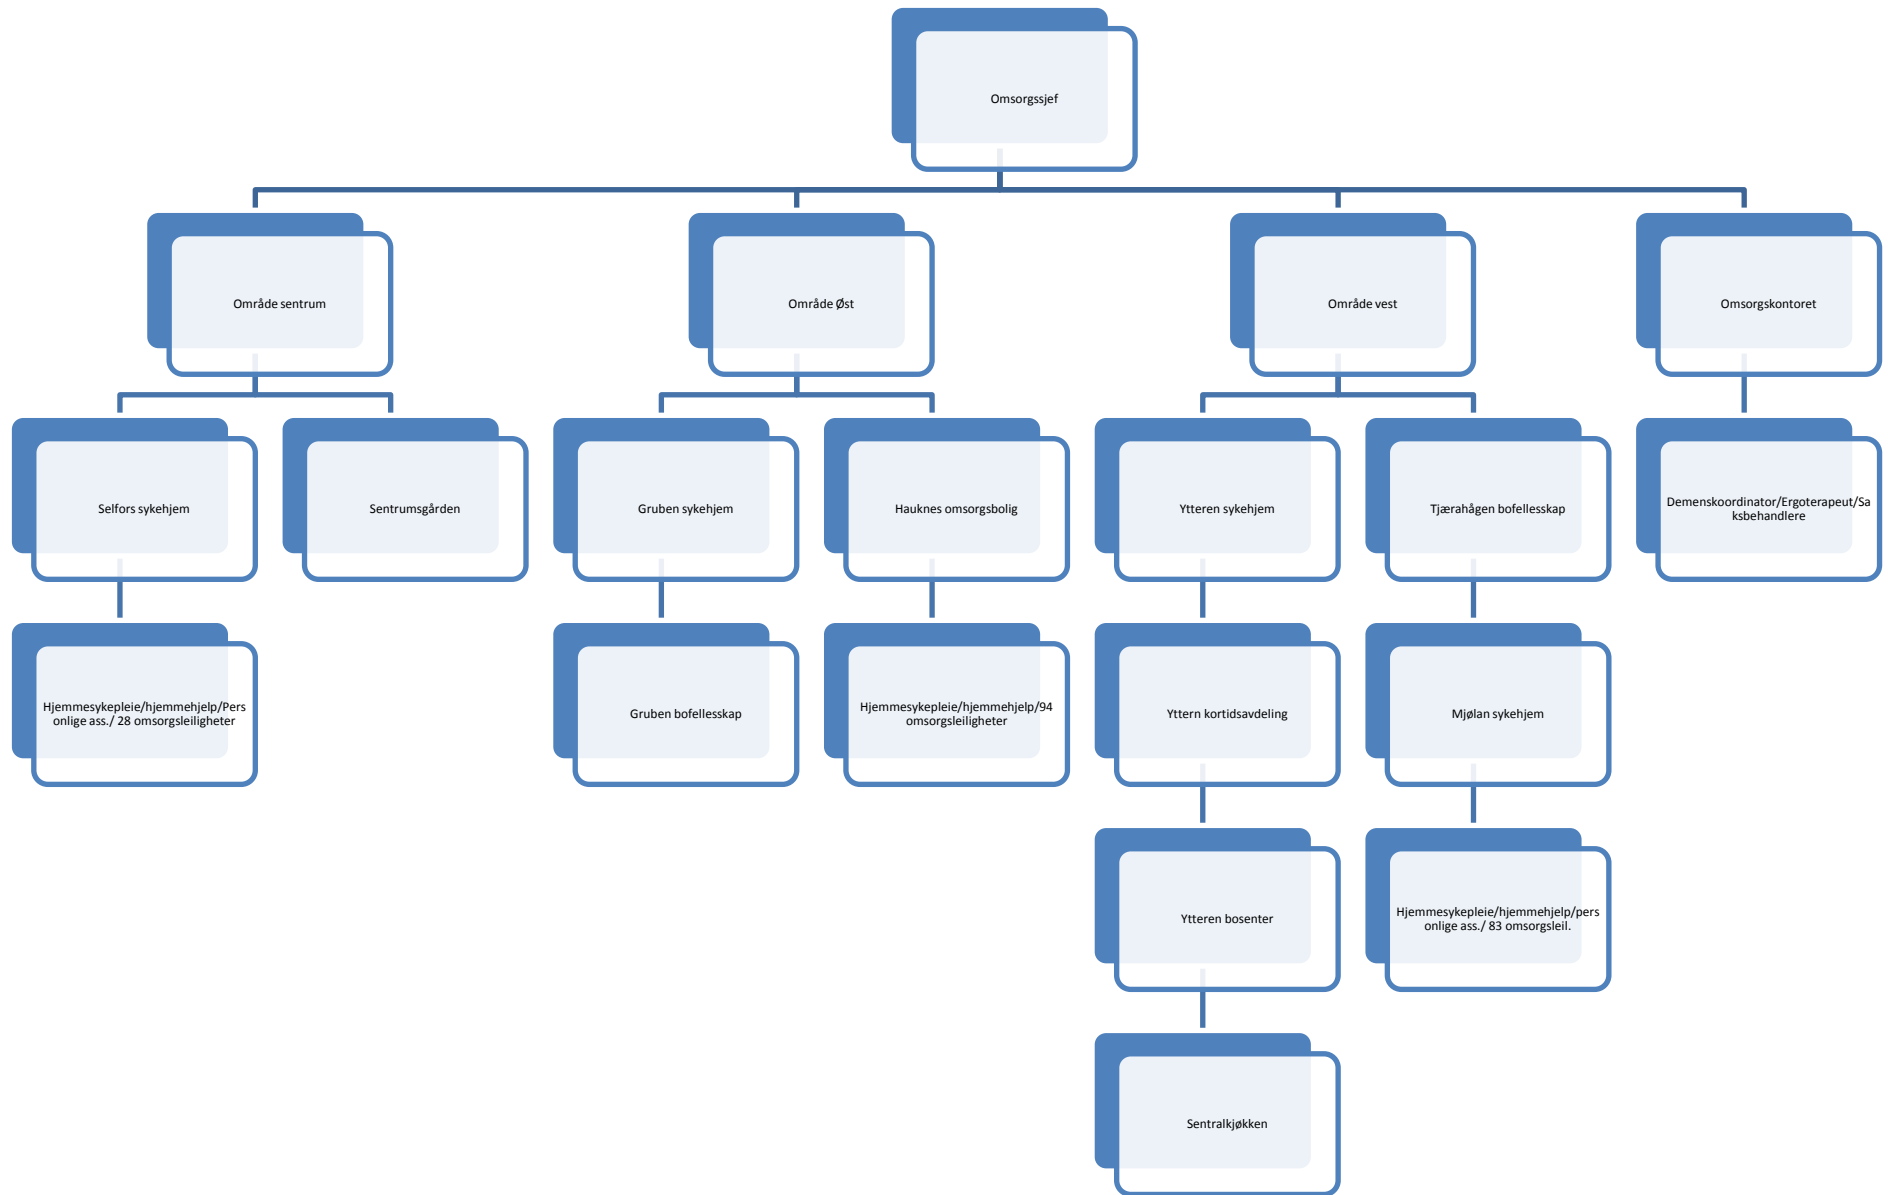 Omsorgssjef
Område sentrum
Område Øst
Område vest
Omsorgskontoret
Selfors sykehjem
Sentrumsgården
Gruben sykehjem
Hauknes omsorgsbolig
Ytteren sykehjem
Tjærahågen bofellesskap
Demenskoordinator/Ergoterapeut/Sa
ksbehandlere
Hjemmesykepleie/hjemmehjelp/Pers
onlige ass./ 28 omsorgsleiligheter
Gruben bofellesskap
Hjemmesykepleie/hjemmehjelp/94
omsorgsleiligheter
Yttern kortidsavdeling
Mjølan sykehjem
Ytteren bosenter
Hjemmesykepleie/hjemmehjelp/pers
onlige ass./ 83 omsorgsleil.
Sentralkjøkken